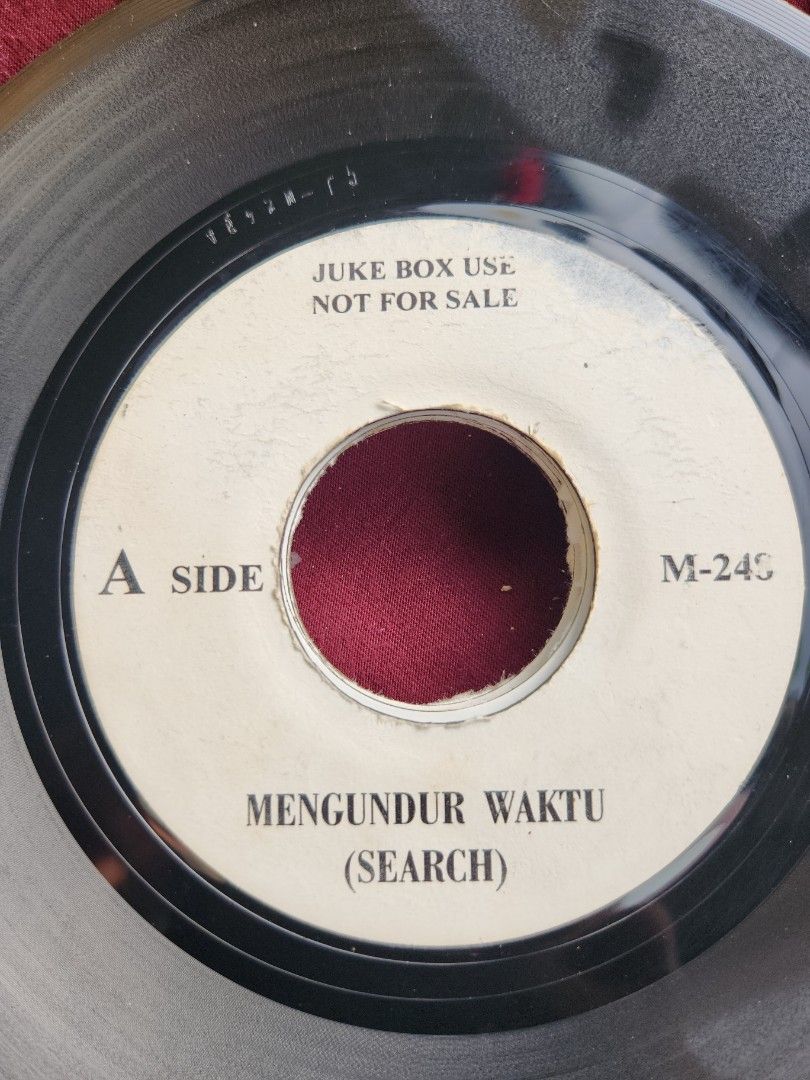 JUKE BOX USE
NOT FOR SALE
A SIDE
MENGUNDUR WAKTU
(SEARCH)